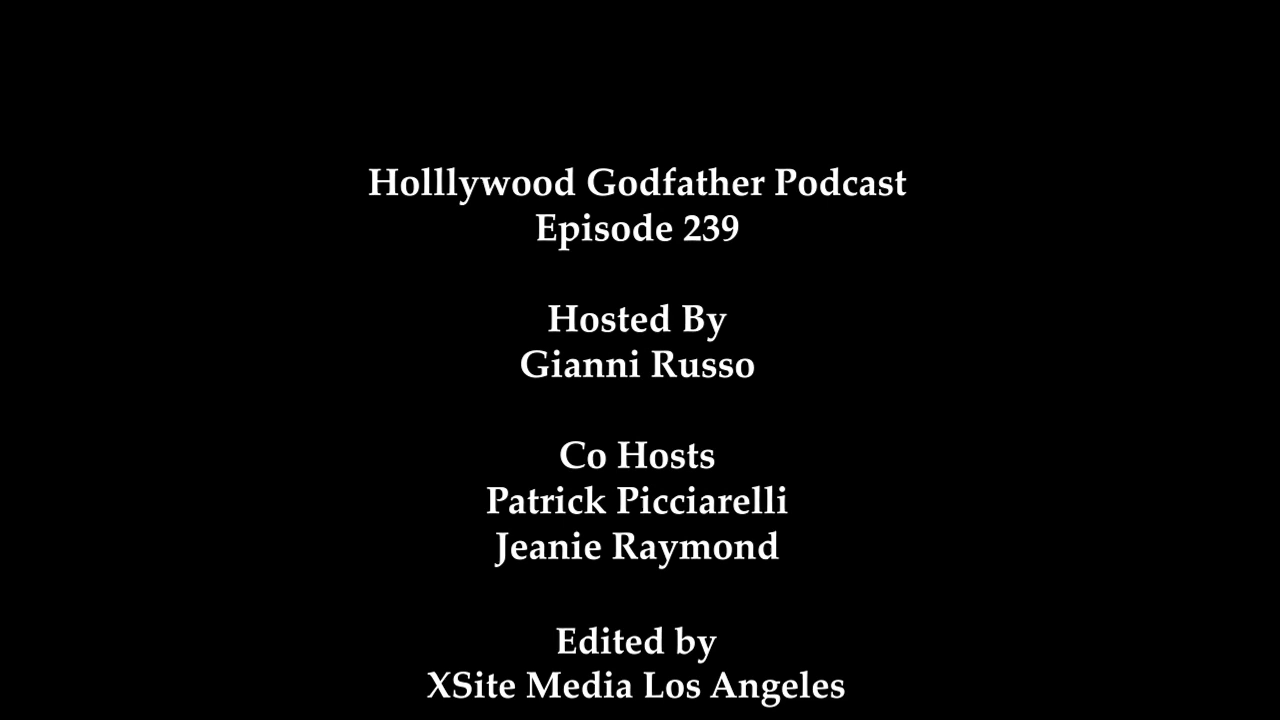 Holllywood Godfather Podcast
Episode 239
Hosted By
Gianni Russo
Co Hosts
Patrick Picciarelli
Jeanie Raymond
Edited by
XSite Media Los Angeles